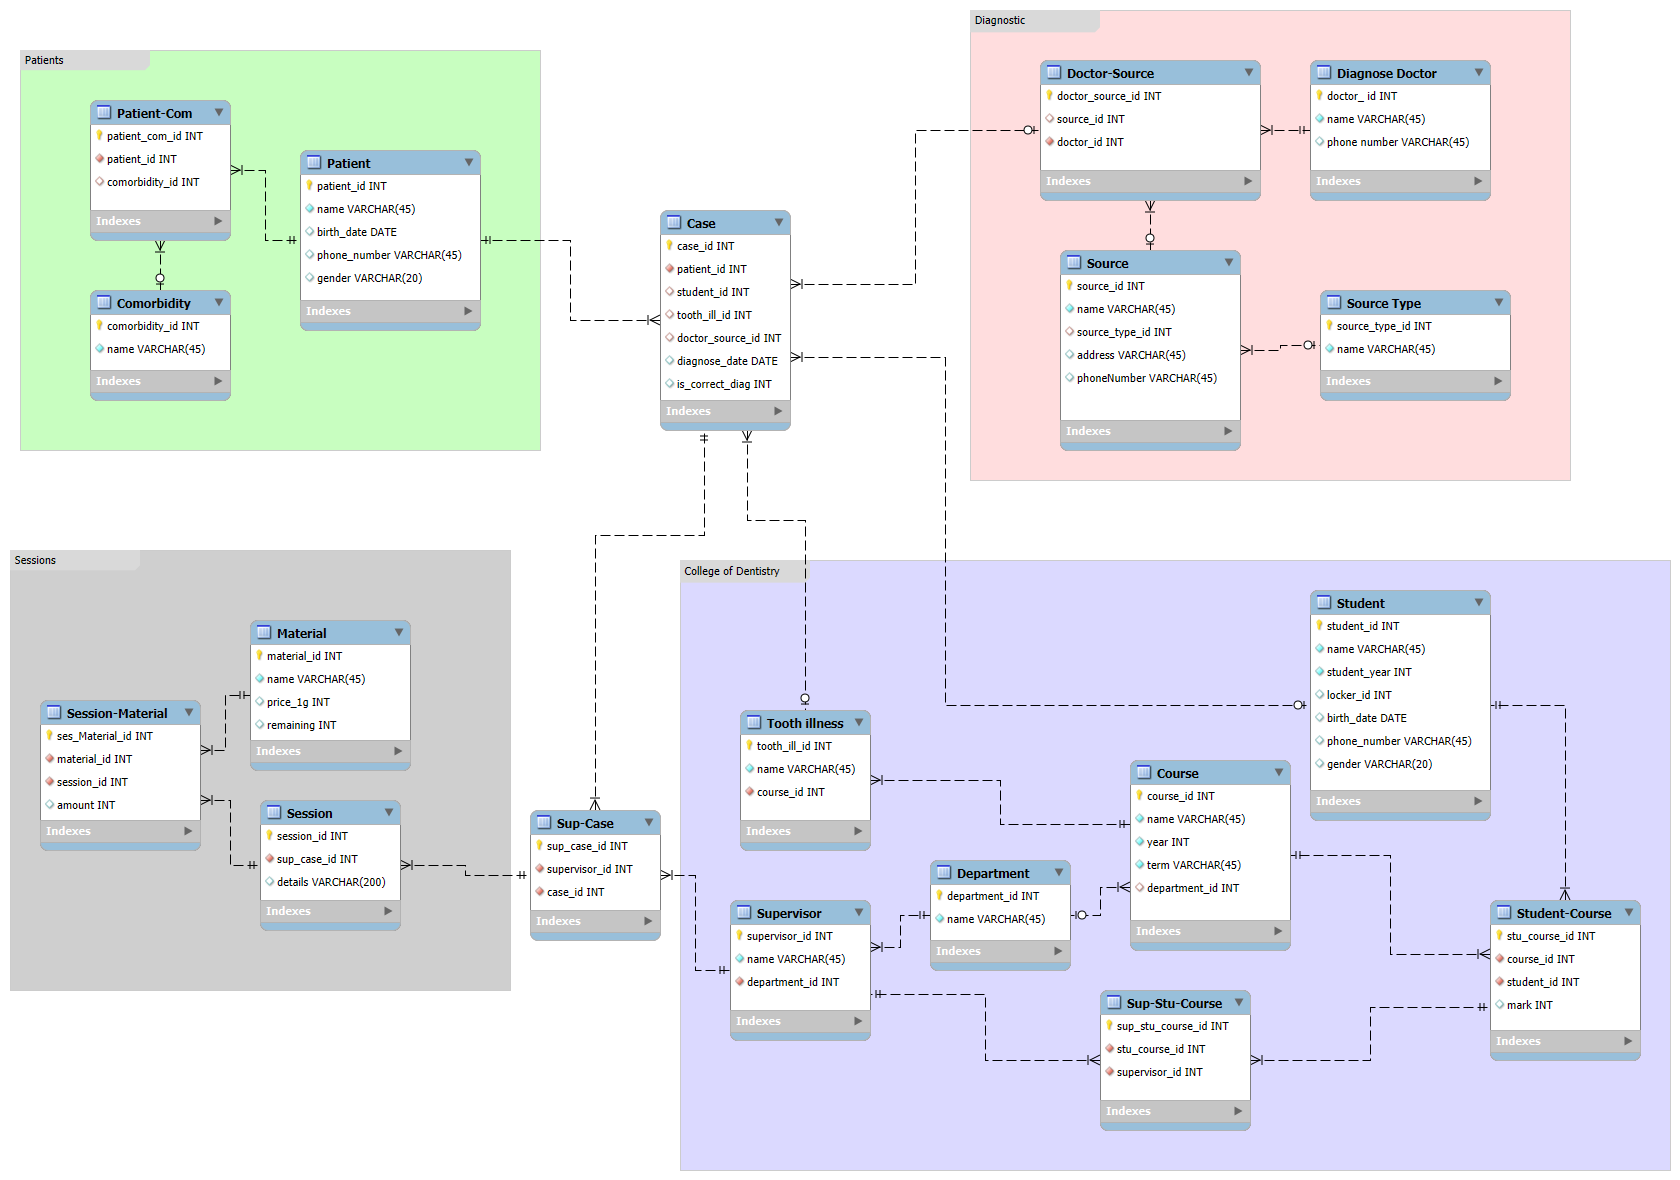 Patients
Patient-Com
patient_com_id INT
patient_id INT
comorbidity_id INT
Indexes
Comorbidity
comorbidity_id INT
name VARCHAR(45)
Indexes
Patient
patient_id INT
name VARCHAR(45)
birth_date DATE
phone_number VARCHAR(45)
gender VARCHAR(20)
Indexes
Case
case_id INT
patient_id INT
student_id INT
tooth_ill_id INT
doctor_source_id INT
diagnose_date DATE
is_correct_diag INT
Indexes
Diagnostic
Doctor-Source
doctor_source_id INT
source_id INT
doctor_id INT
Indexes
Diagnose Doctor
doctor_ id INT
name VARCHAR(45)
phone number VARCHAR(45)
Indexes
Source
source_id INT
name VARCHAR(45)
source_type_id INT
address VARCHAR(45)
phoneNumber VARCHAR(45)
Indexes
Source Type
source_type_id INT
name VARCHAR(45)
Indexes
Sessions
Material
material_id INT
name VARCHAR(45)
price_1g INT
remaining INT
Indexes
Session-Material
ses_Material_id INT
material_id INT
session_id INT
amount INT
Indexes
Session
session_id INT
sup_case_id INT
details VARCHAR(200)
Indexes
Sup-Case
sup_case_id INT
supervisor_id INT
case_id INT
Indexes
College of Dentistry
Tooth illness
tooth_ill_id INT
name VARCHAR(45)
course_id INT
Indexes
Supervisor
supervisor_id INT
name VARCHAR(45)
department_id INT
Indexes
Department
department_id INT
name VARCHAR(45)
Indexes
Course
course_id INT
name VARCHAR(45)
year INT
term VARCHAR(45)
department_id INT
Indexes
Student
student_id INT
name VARCHAR(45)
student_year INT
locker_id INT
birth_date DATE
phone_number VARCHAR(45)
gender VARCHAR(20)
Indexes
Student-Course
stu_course_id INT
course_id INT
student_id INT
mark INT
Indexes
Sup-Stu-Course
sup_stu_course_id INT
stu_course_id INT
supervisor_id INT
Indexes